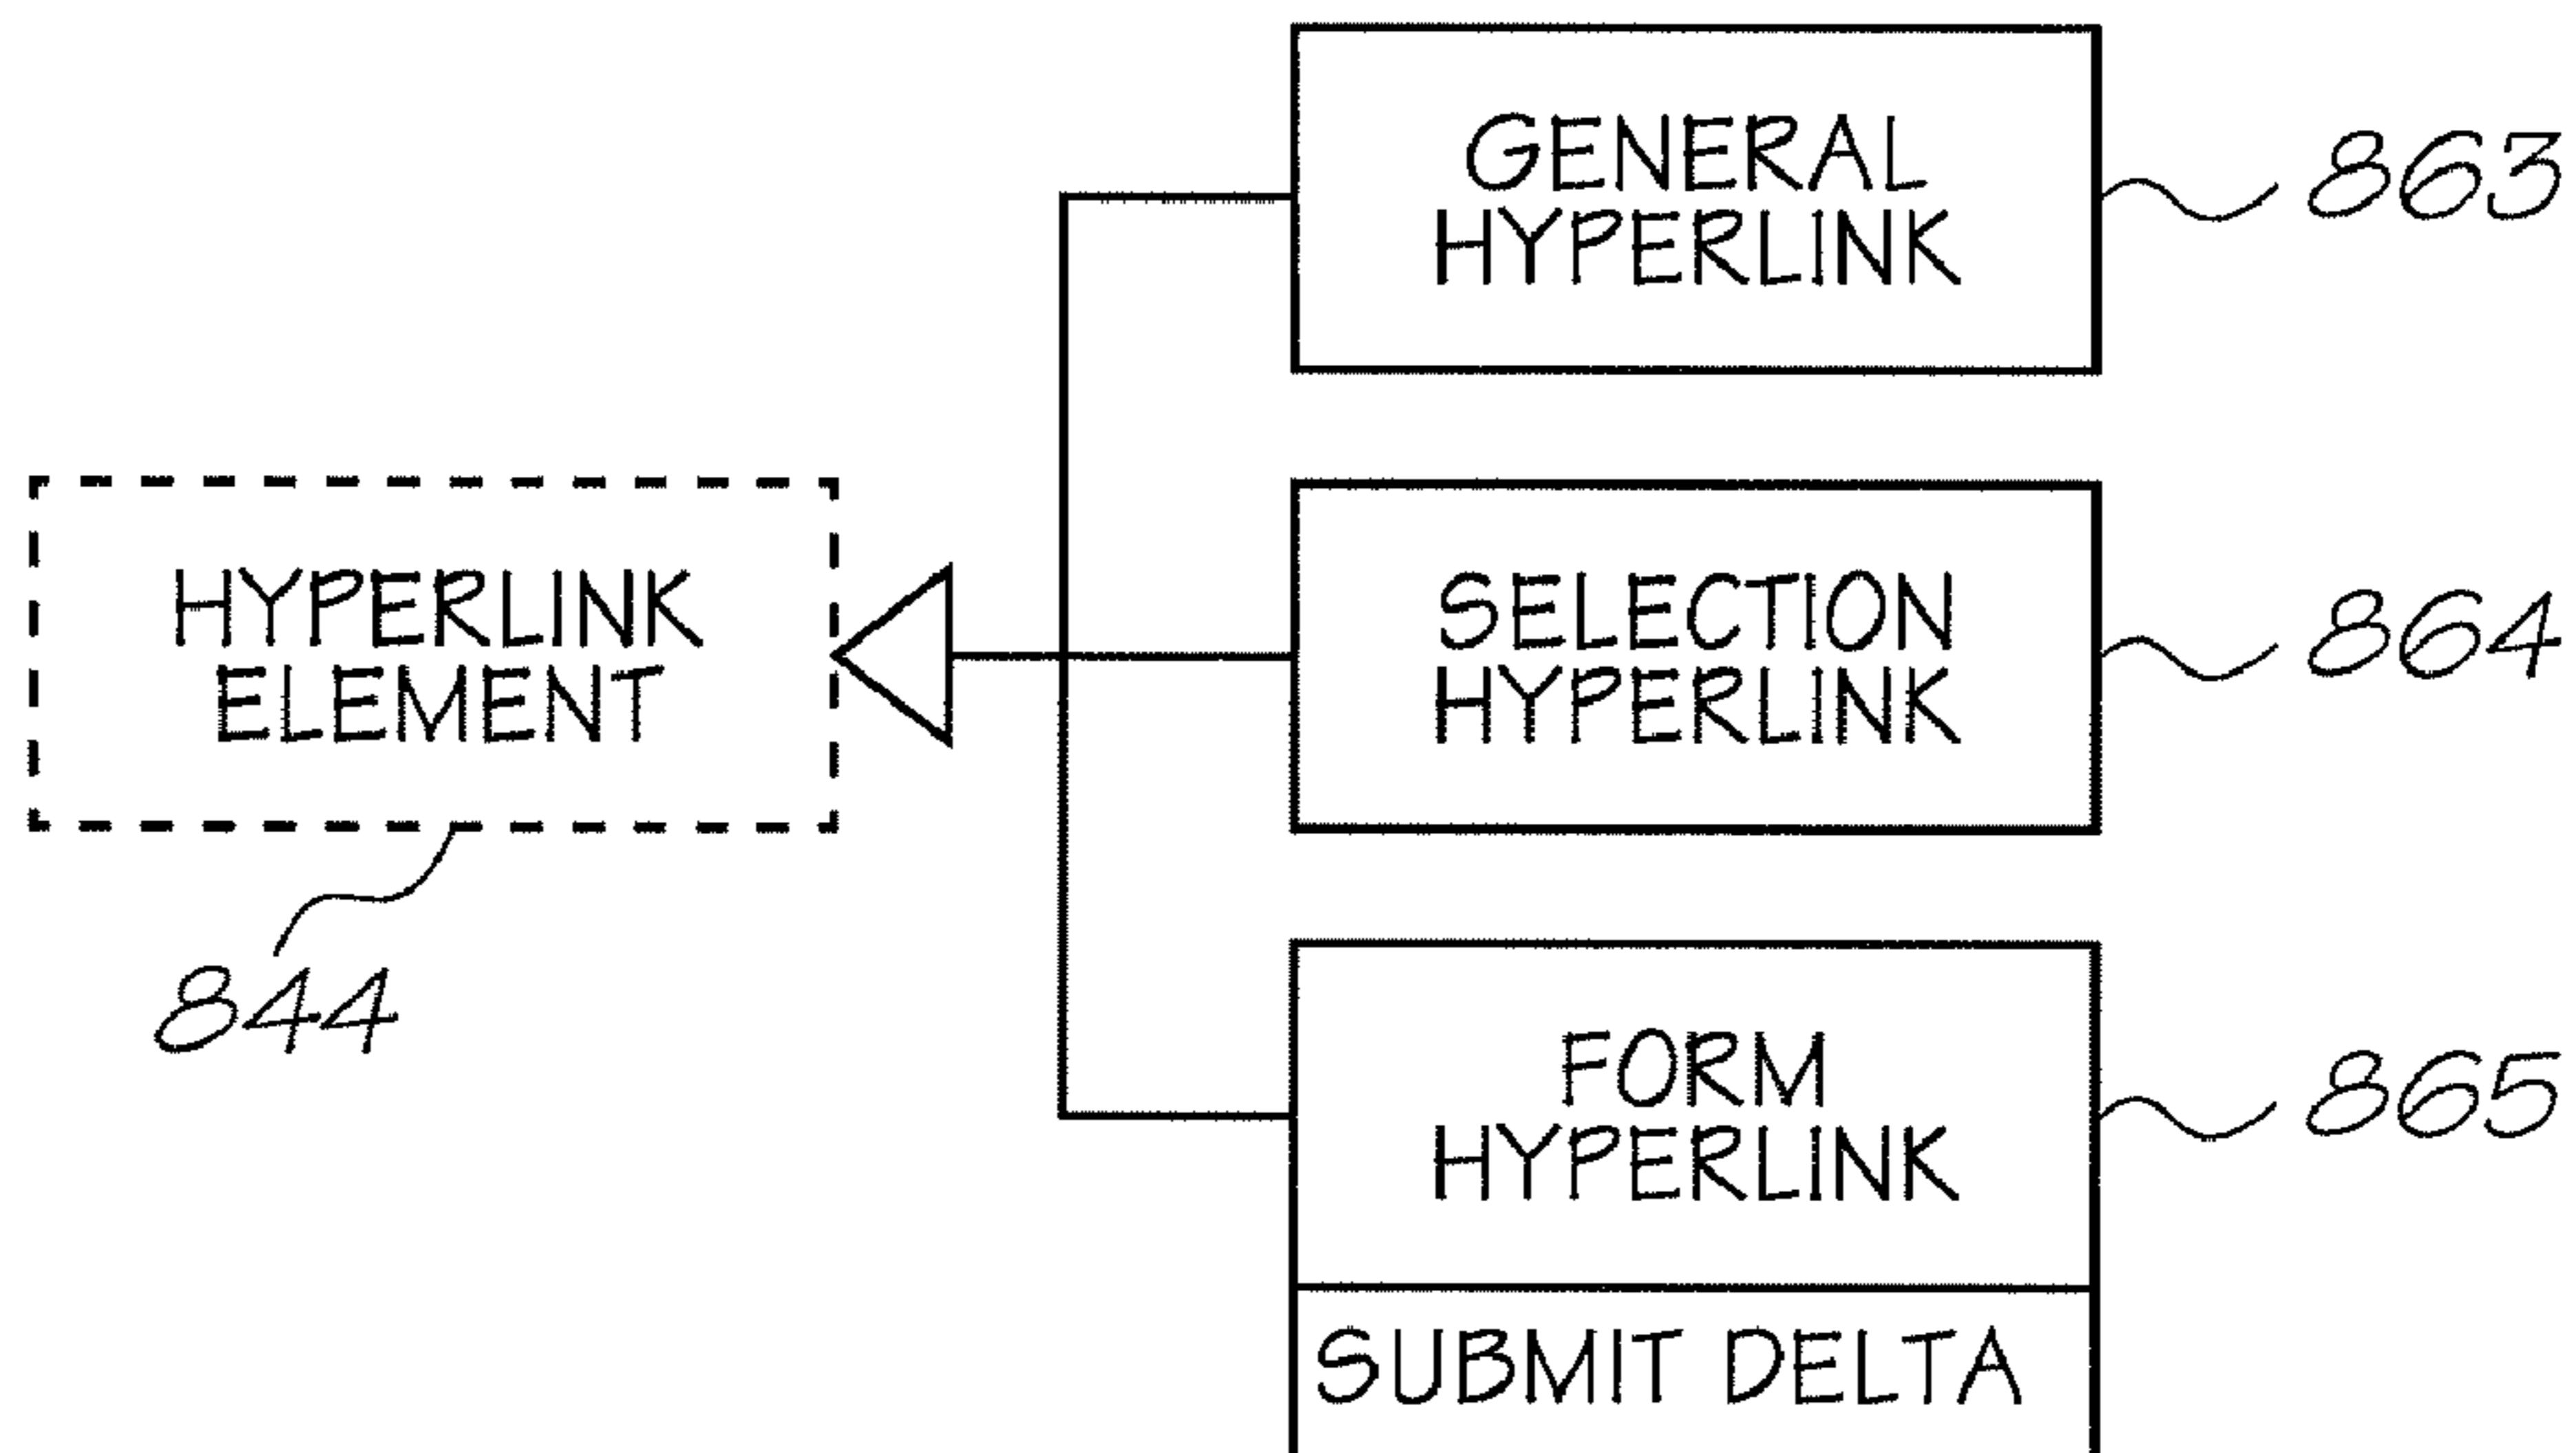 GENERAL
HYPERLINK
863
HYPERLINK
ELEMENT
844
SELECTION
HYPERLINK
864
FORM
HYPERLINK
865
SUBMIT DELTA